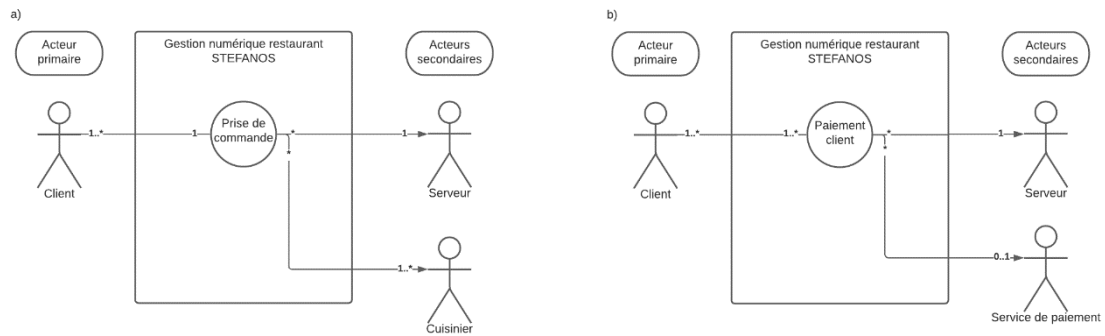 a)
Acteur
primaire
Gestion numérique restaurant
STEFANOS
Acteurs
secondaires
1..*
1
Prise de
commande
*
1
*
Client
Serveur
1..*
Cuisinier
b)
Acteur
primaire
Gestion numérique restaurant
STEFANOS
Acteurs
secondaires
1..*
1..*
Paiement
client
*
1
*
Client
Serveur
0..1
Service de paiement